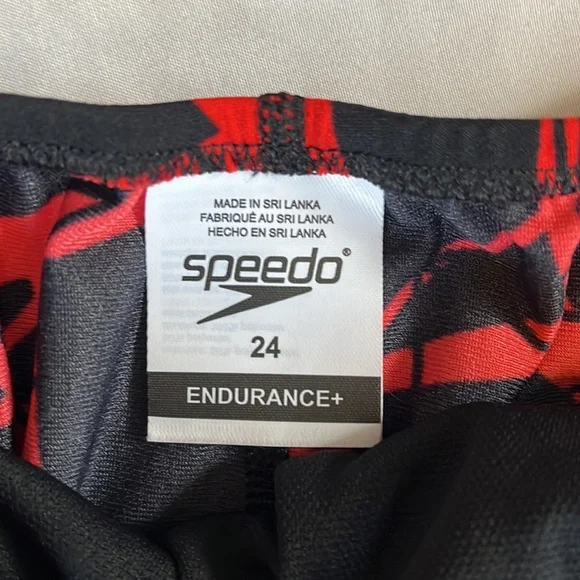 MADE IN SRI LANKA
FABRIQUÉ AU SRI LANKA
HECHO EN SRI LANKA
speedo®
24
ENDURANCE+